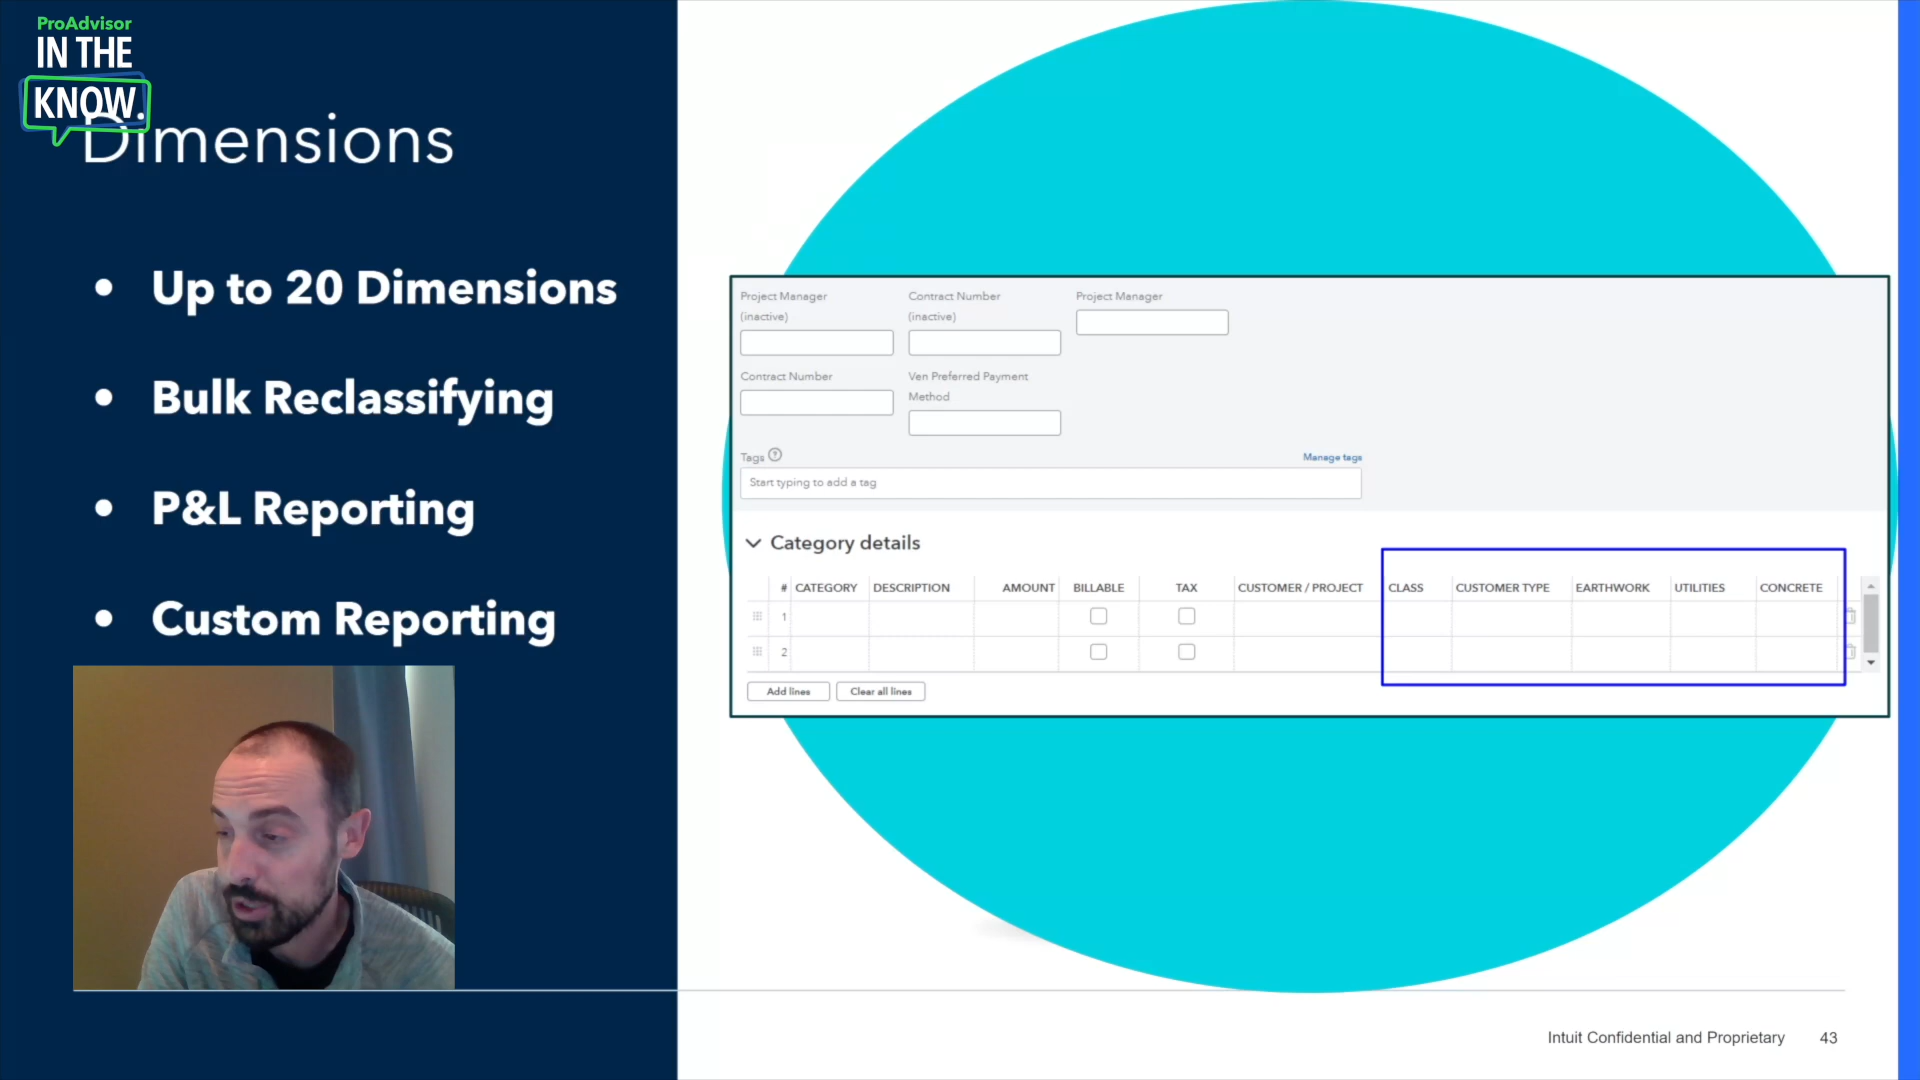 ProAdvisor
IN THE
KNOW.
Dimensions
• Up to 20 Dimensions
• Bulk Reclassifying
• P&L Reporting
• Custom Reporting
Project Manager
(inactive)
Contract Number
(inactive)
Project Manager
Contract Number
Ven Preferred Payment
Method
Tags ?
Manage tags
Start typing to add a tag
Category details
# CATEGORY DESCRIPTION AMOUNT BILLABLE TAX CUSTOMER / PROJECT CLASS CUSTOMER TYPE EARTHWORK UTILITIES CONCRETE
1
2
Add lines Clear all lines
Intuit Confidential and Proprietary 43